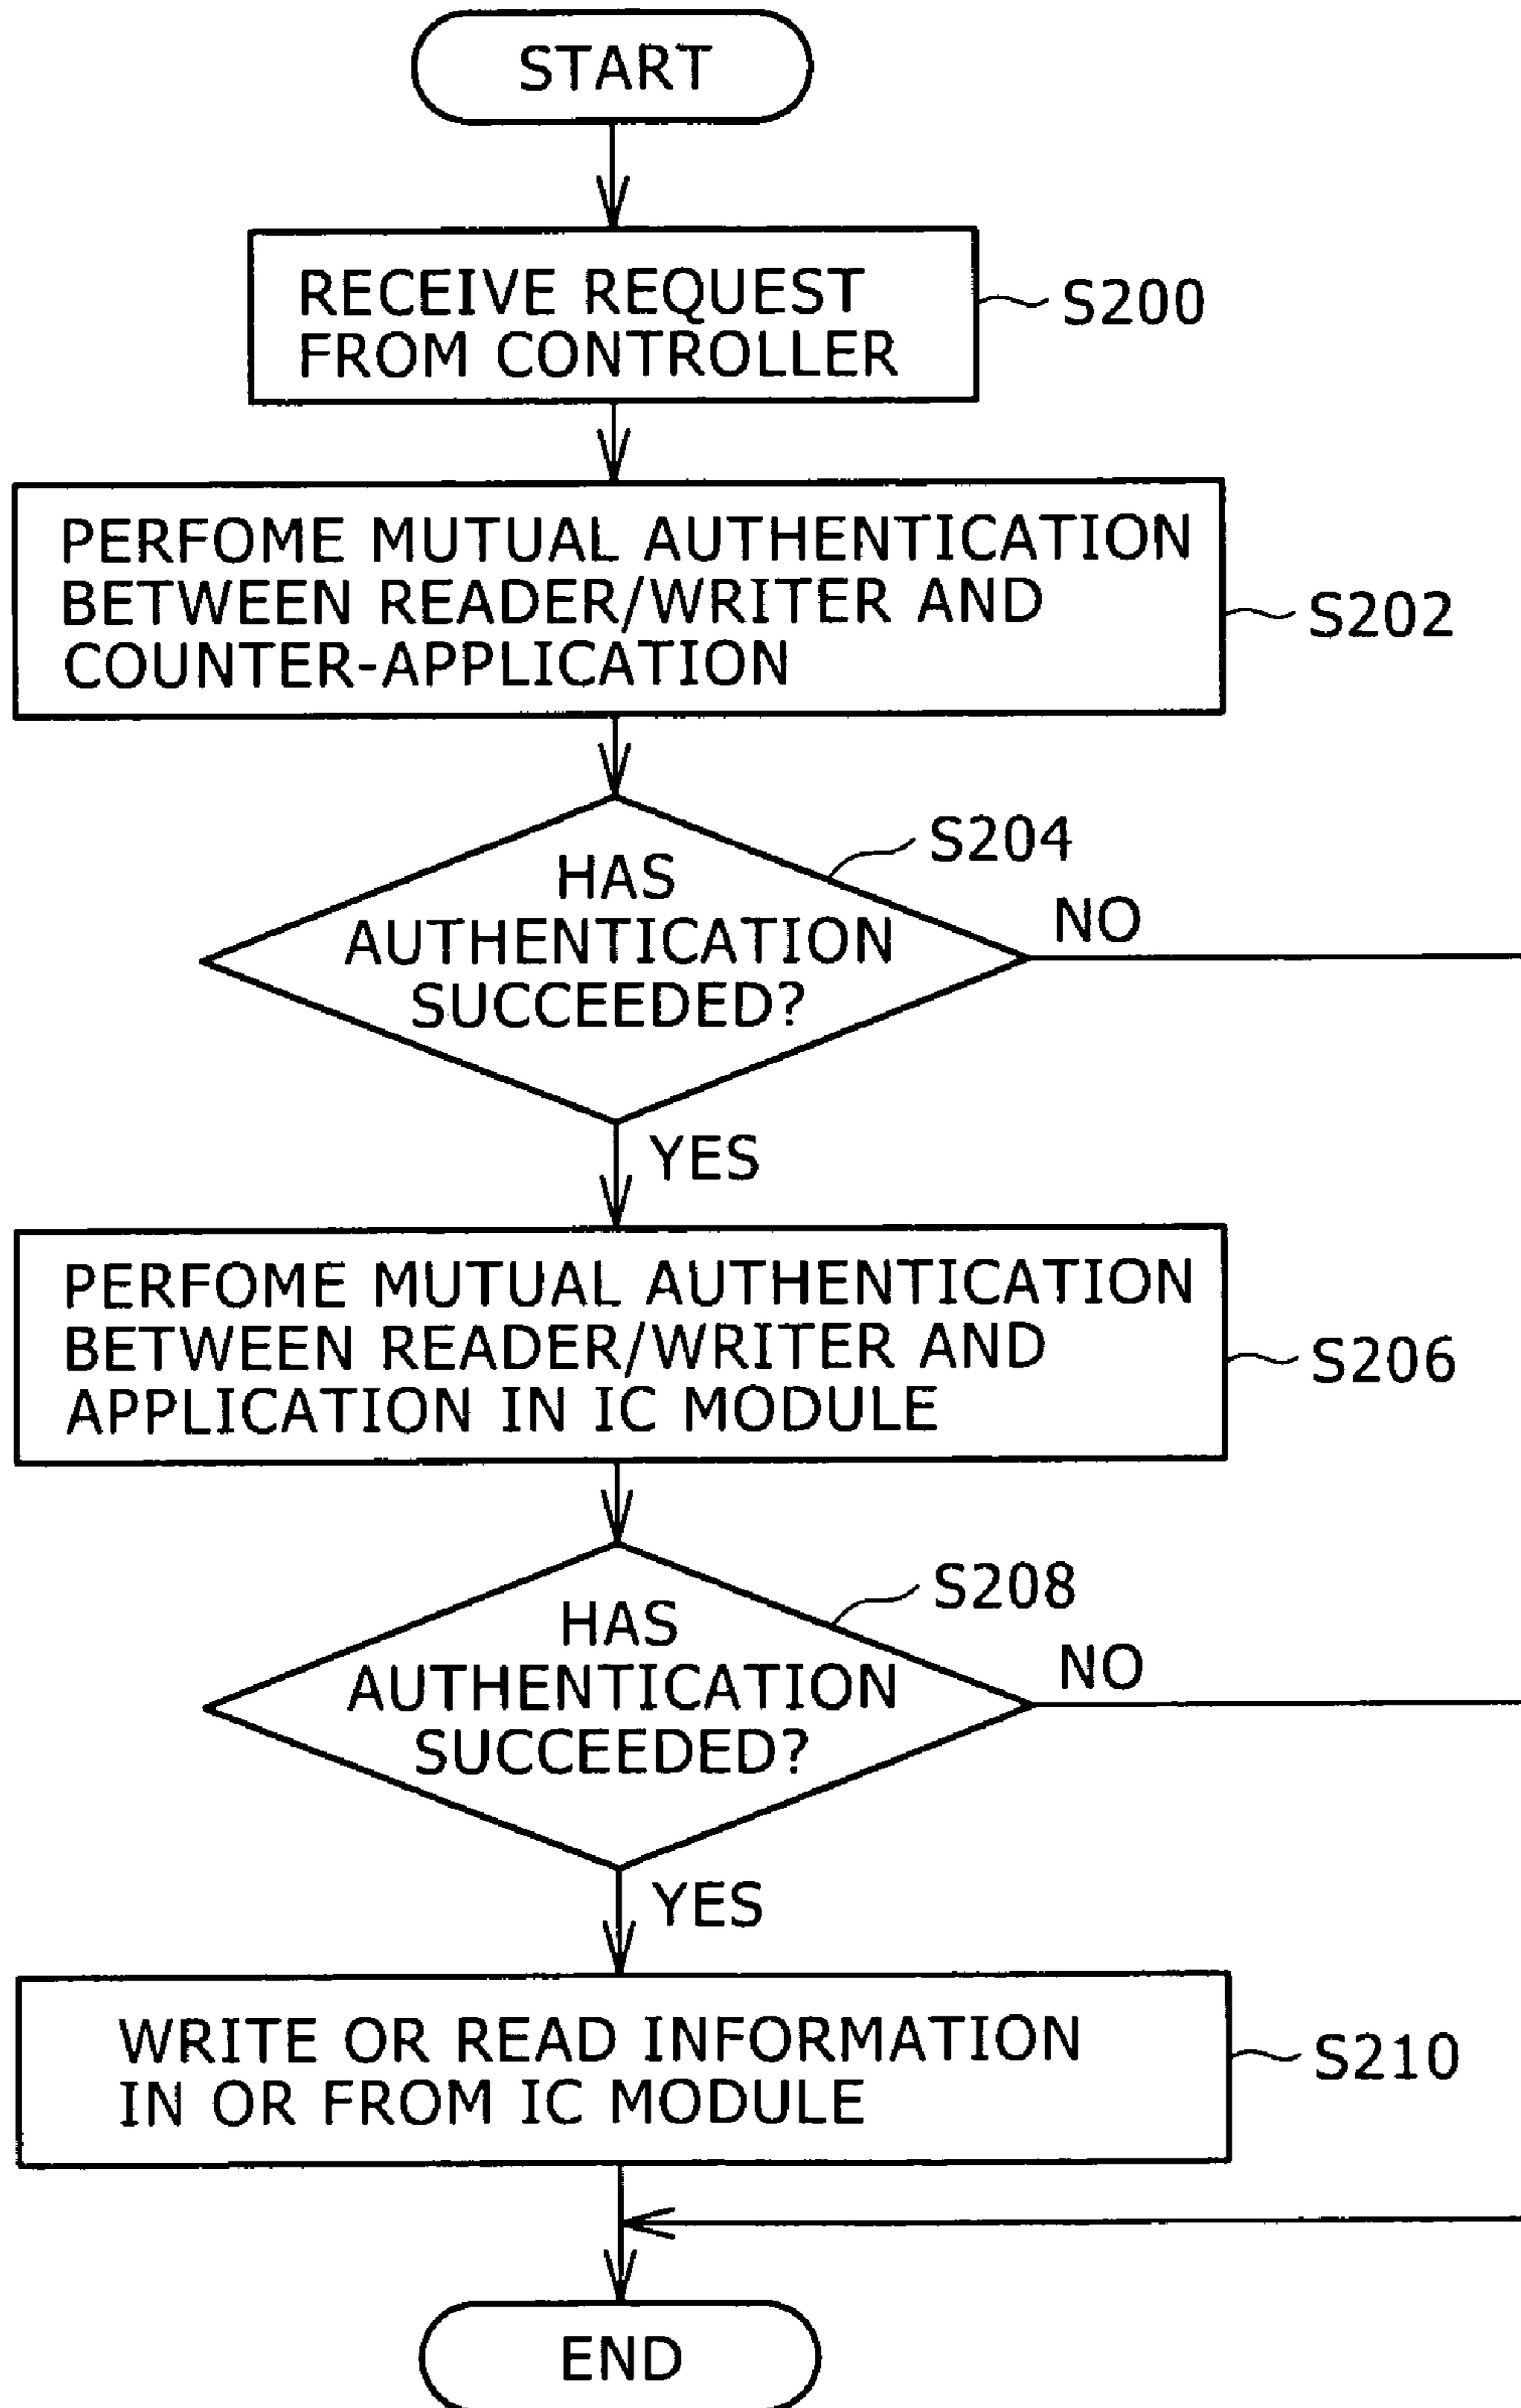 START
RECEIVE REQUEST
FROM CONTROLLER
S200
PERFOME MUTUAL AUTHENTICATION
BETWEEN READER/WRITER AND
COUNTER-APPLICATION
S202
S204
HAS
AUTHENTICATION
SUCCEEDED?
NO
YES
PERFOME MUTUAL AUTHENTICATION
BETWEEN READER/WRITER AND
APPLICATION IN IC MODULE
S206
S208
HAS
AUTHENTICATION
SUCCEEDED?
NO
YES
WRITE OR READ INFORMATION
IN OR FROM IC MODULE
S210
END